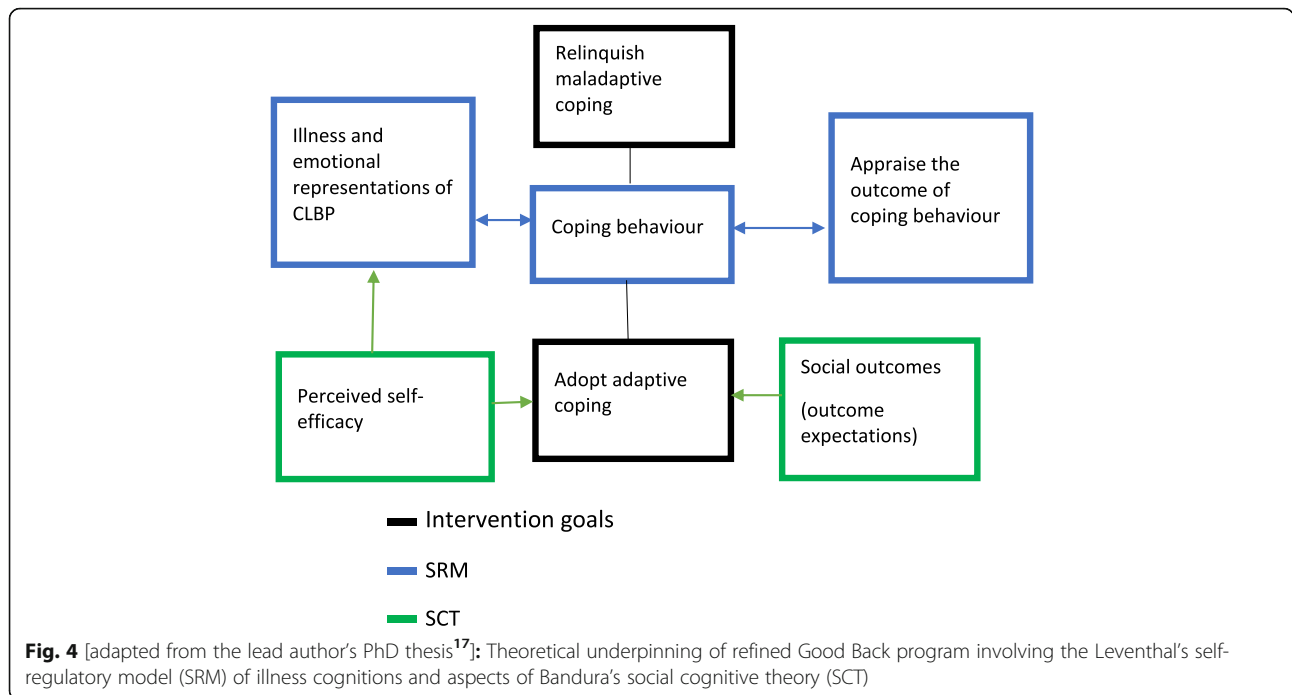 Relinquish
maladaptive
coping
Illness and
emotional
representations of
CLBP
Coping behaviour
Appraise the
outcome of
coping behaviour
Perceived self-
efficacy
Adopt adaptive
coping
Social outcomes
(outcome
expectations)
Intervention goals
SRM
SCT
Fig. 4 [adapted from the lead author's PhD thesis17]: Theoretical underpinning of refined Good Back program involving the Leventhal's self-
regulatory model (SRM) of illness cognitions and aspects of Bandura's social cognitive theory (SCT)